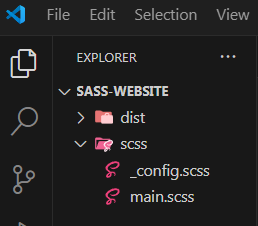 File Edit Selection View
EXPLORER ...
SASS-WEBSITE
dist
scss
_config.scss
main.scss